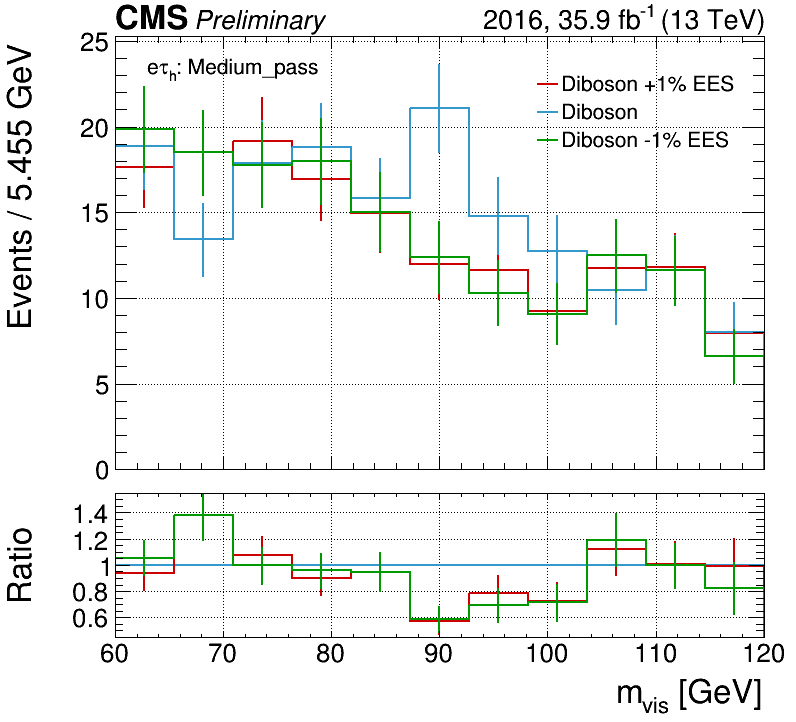 CMS Preliminary 2016, 35.9 fb⁻¹ (13 TeV)
eτₕ: Medium_pass
Diboson +1% EES
Diboson
Diboson -1% EES
Events / 5.455 GeV
25
20
15
10
5
0
Ratio
1.4
1.2
1
0.8
0.6
60 70 80 90 100 110 120
m_vis [GeV]